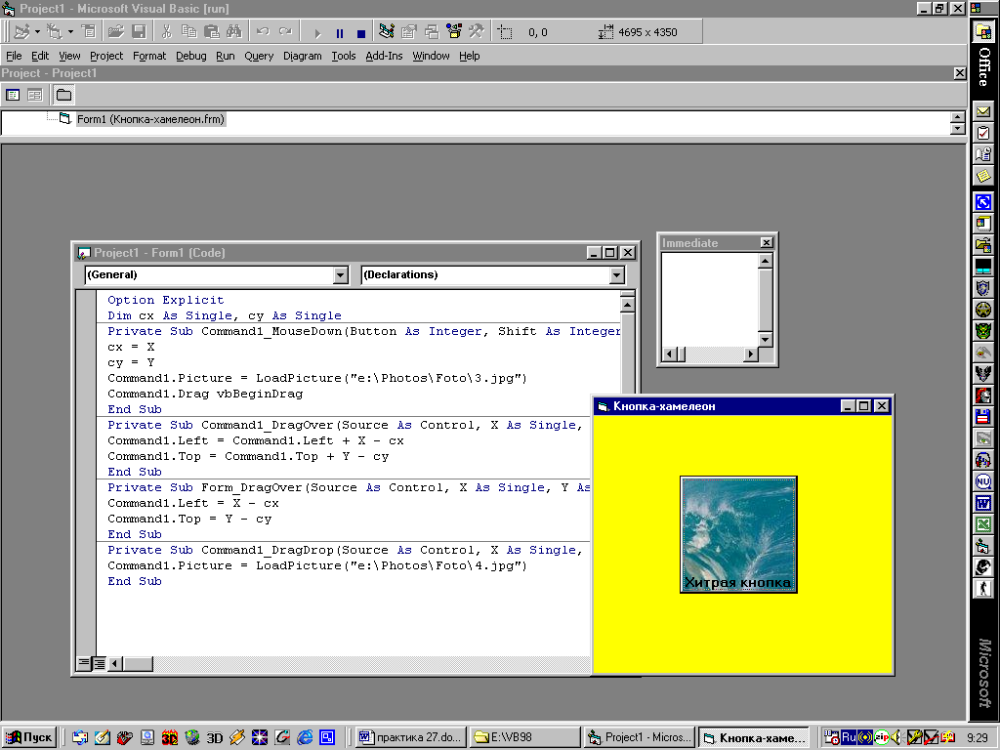 Project1 - Microsoft Visual Basic [run]
0, 0
4695 x 4350
File Edit View Project Format Debug Run Query Diagram Tools Add-Ins Window Help
Project - Project1
Form1 (Кнопка-хамелеон.frm)
Office
Project1 - Form1 (Code)
(General)
(Declarations)
Option Explicit
Dim cx As Single, cy As Single
Private Sub Command1_MouseDown(Button As Integer, Shift As Integer
cx = X
cy = Y
Command1.Picture = LoadPicture("e:\Photos\Foto\3.jpg")
Command1.Drag vbBeginDrag
End Sub
Private Sub Command1_DragOver(Source As Control, X As Single,
Command1.Left = Command1.Left + X - cx
Command1.Top = Command1.Top + Y - cy
End Sub
Private Sub Form_DragOver(Source As Control, X As Single, Y As
Command1.Left = X - cx
Command1.Top = Y - cy
End Sub
Private Sub Command1_DragDrop(Source As Control, X As Single,
Command1.Picture = LoadPicture("e:\Photos\Foto\4.jpg")
End Sub
Immediate
Кнопка-хамелеон
Хитрая кнопка
NU
Microsoft
Пуск
3D
3D
практика 27.do...
E:\VB98
Project1 - Micros...
Кнопка-хаме...
Ru
zip
9:29